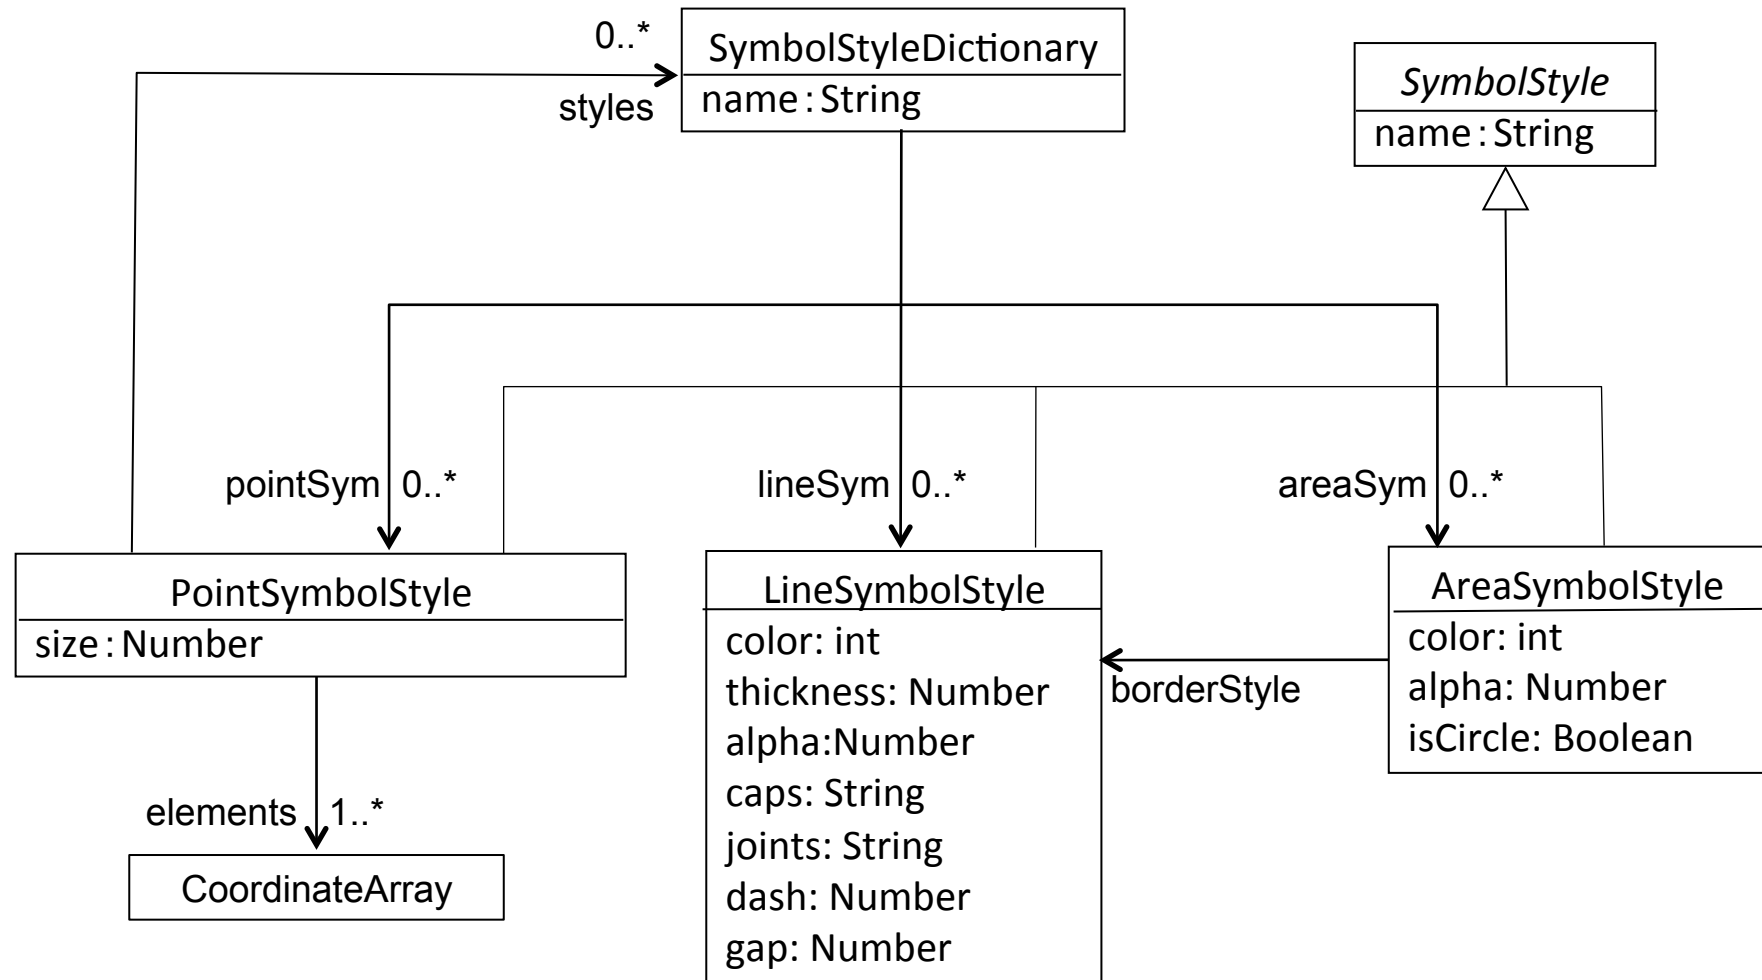 0..*
styles
SymbolStyleDictionary
name : String
SymbolStyle
name : String
pointSym 0..*
lineSym 0..*
areaSym 0..*
PointSymbolStyle
size : Number
LineSymbolStyle
color: int
thickness: Number
alpha:Number
caps: String
joints: String
dash: Number
gap: Number
borderStyle
AreaSymbolStyle
color: int
alpha: Number
isCircle: Boolean
elements 1..*
CoordinateArray